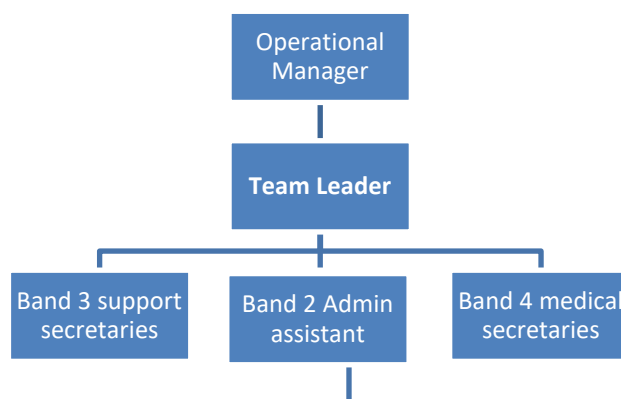 Operational
Manager
Team Leader
Band 3 support
secretaries
Band 2 Admin
assistant
Band 4 medical
secretaries